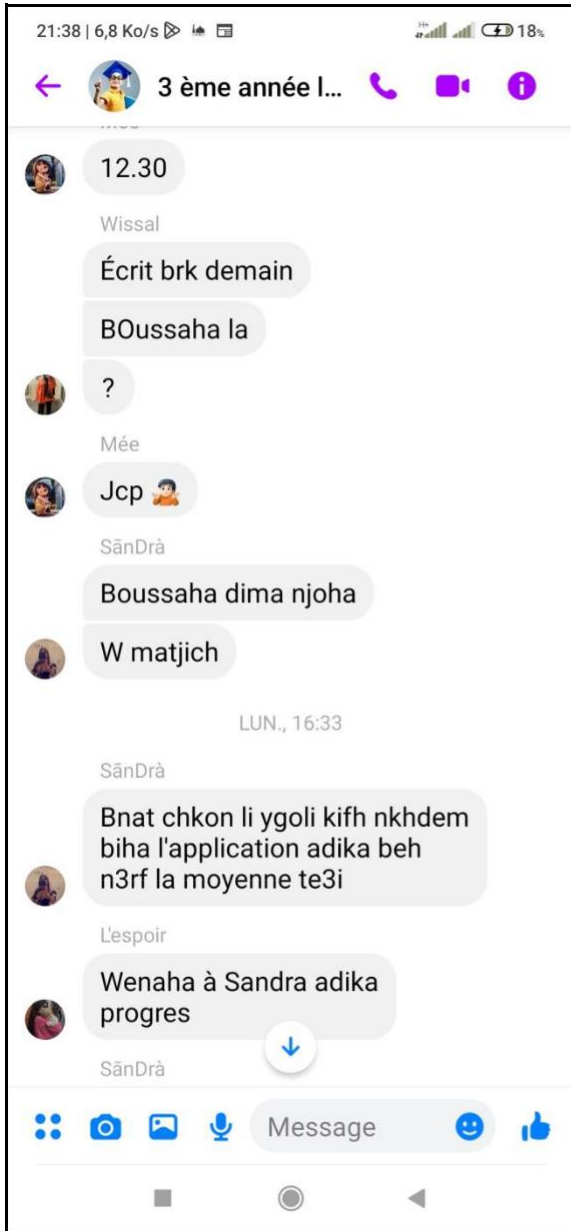 21:38 | 6,8 Ko/s
H+
18%
3 ème année l...
12.30
Wissal
Écrit brk demain
BOussaha la
?
Mée
Jcp 🤷🏻
SānDrà
Boussaha dima njoha
W matjich
LUN., 16:33
SānDrà
Bnat chkon li ygoli kifh nkhdem
biha l'application adika beh
n3rf la moyenne te3i
L'espoir
Wenaha à Sandra adika
progres
SānDrà
Message